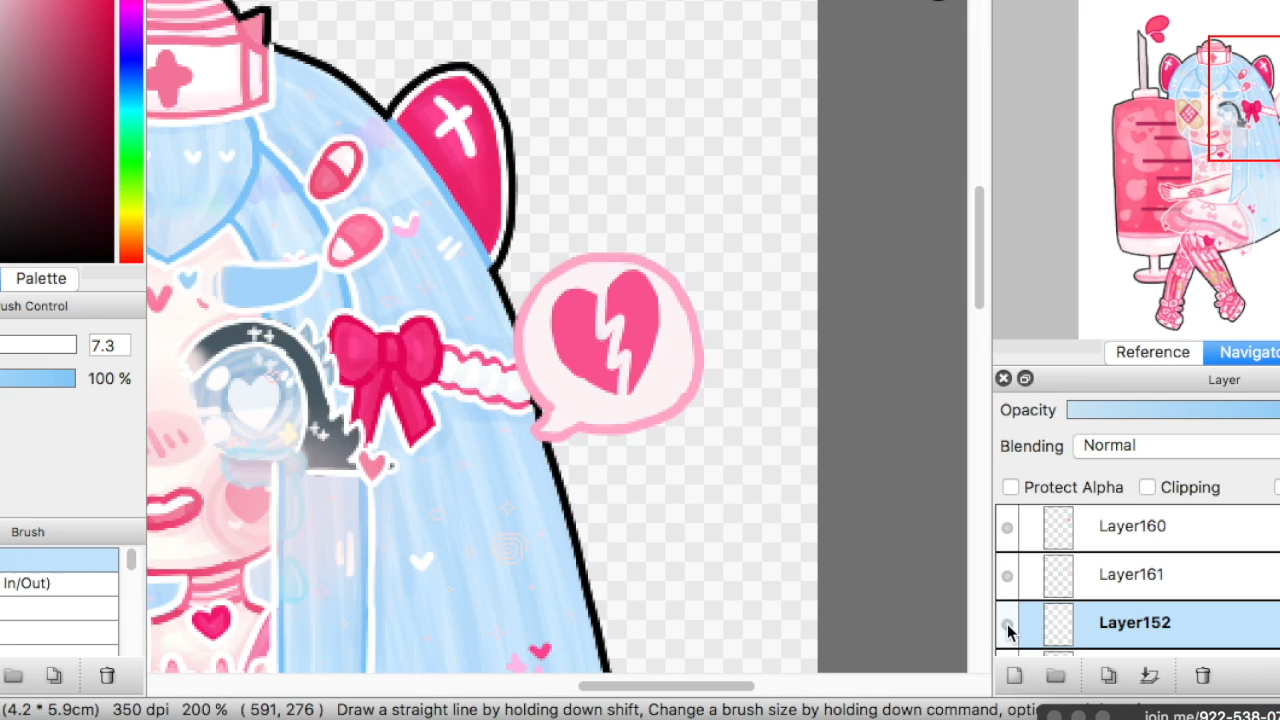 Palette
ush Control
7.3
100 %
Brush
In/Out)
Reference
Navigato
Layer
Opacity
Blending
Normal
Protect Alpha
Clipping
Layer160
Layer161
Layer152
(4.2 * 5.9cm)
350 dpi
200 %
( 591, 276 )
Draw a straight line by holding down shift, Change a brush size by holding down command, optio
join.me/922-538-07